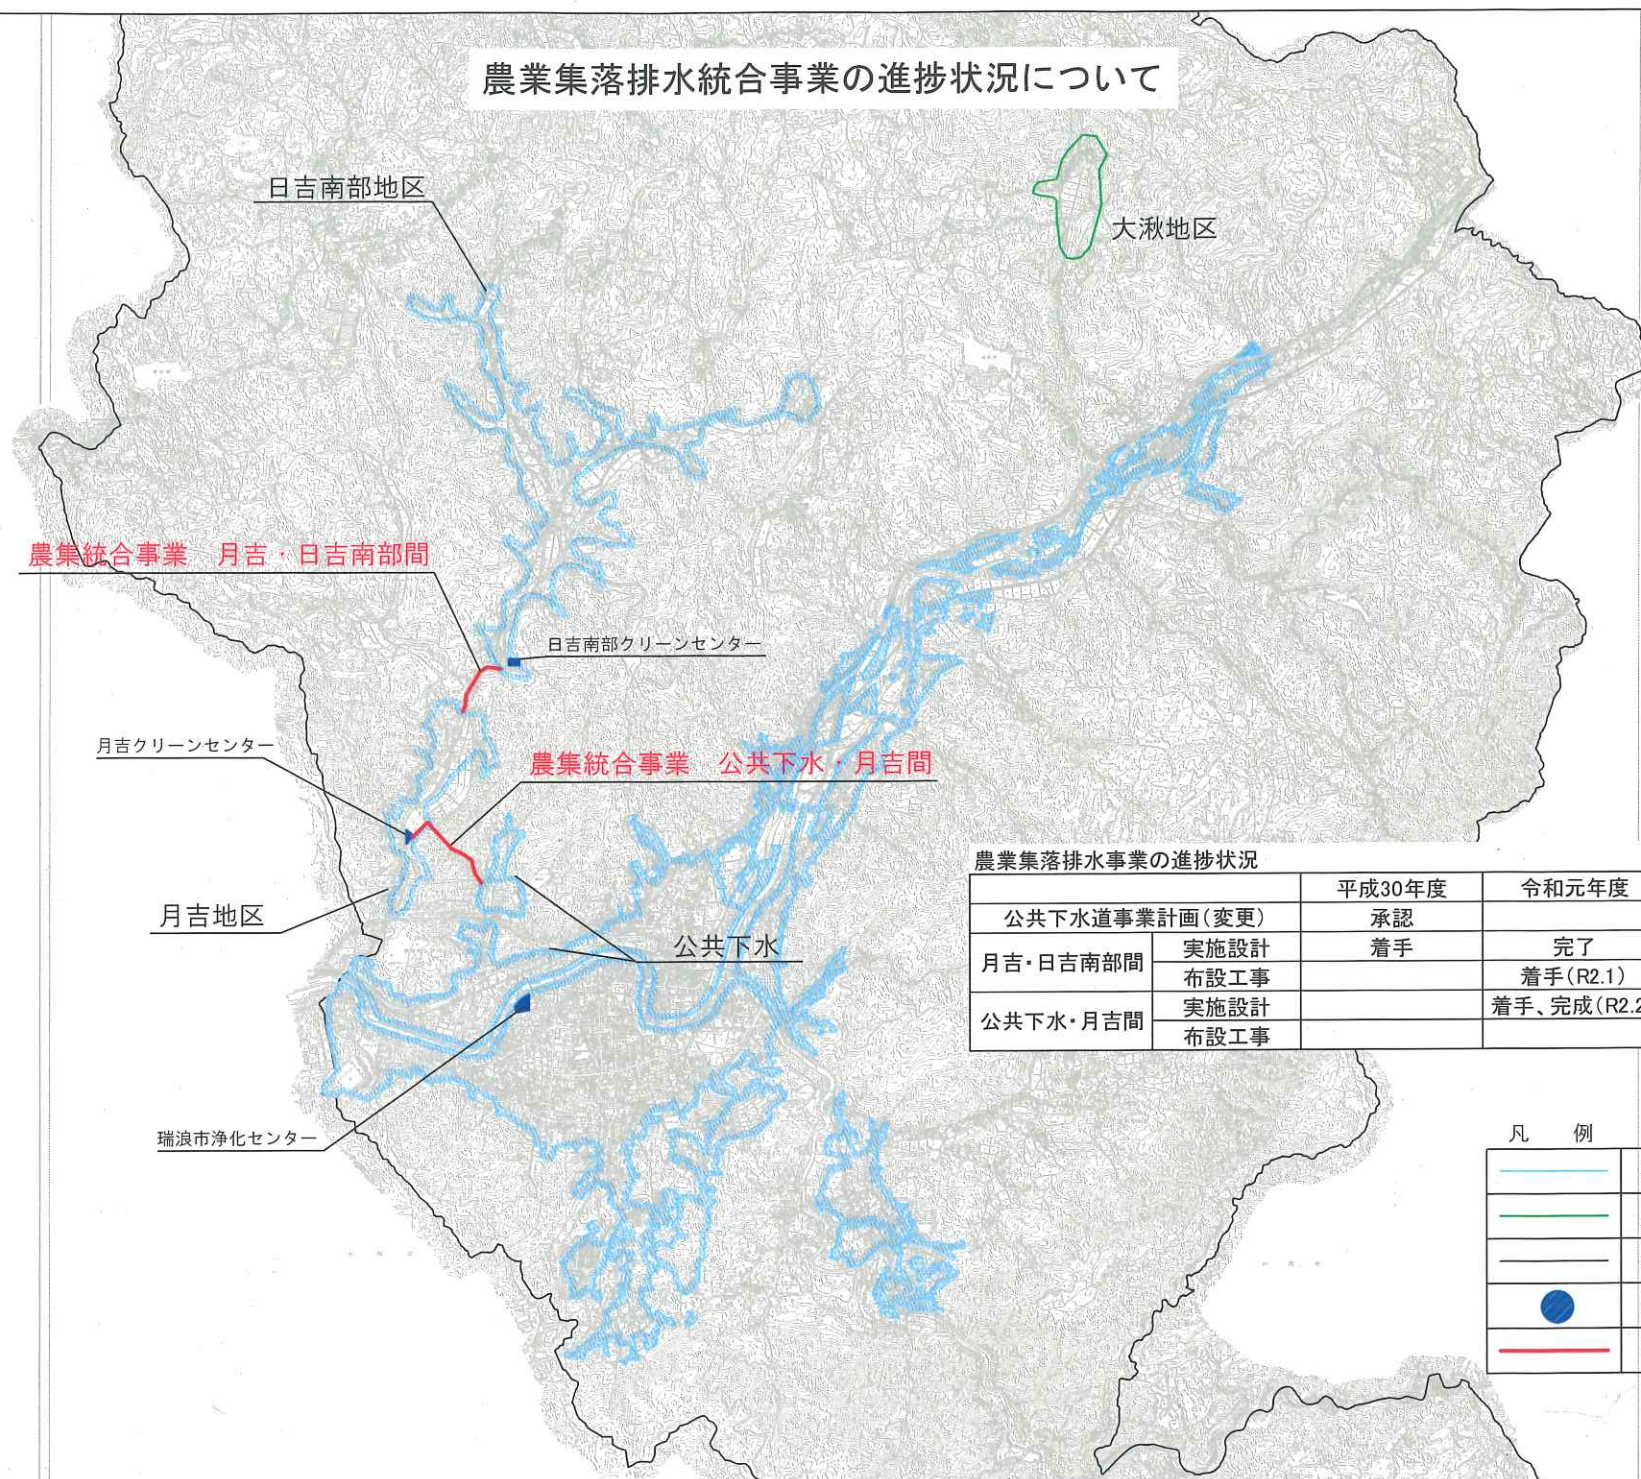 農業集落排水統合事業の進捗状況について
日吉南部地区
大湫地区
農集統合事業 月吉・日吉南部間
日吉南部クリーンセンター
月吉クリーンセンター
農集統合事業 公共下水・月吉間
月吉地区
公共下水
瑞浪市浄化センター
農業集落排水事業の進捗状況
平成30年度 令和元年度
公共下水道事業計画(変更) 承認
月吉・日吉南部間 実施設計 着手 完了
布設工事 着手(R2.1)
公共下水・月吉間 実施設計 着手、完成(R2.2
布設工事
凡 例